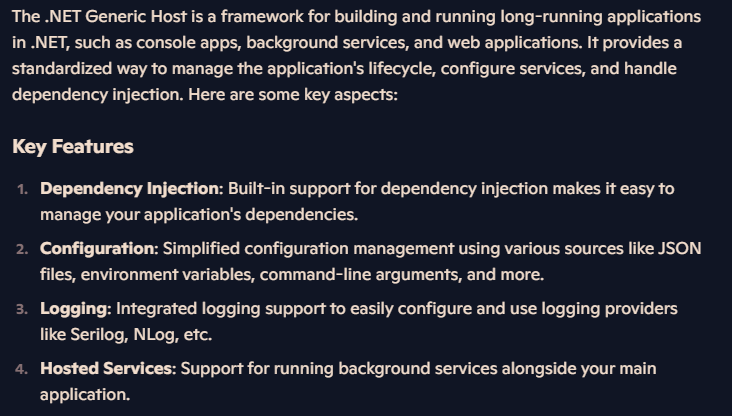 The .NET Generic Host is a framework for building and running long-running applications
in .NET, such as console apps, background services, and web applications. It provides a
standardized way to manage the application's lifecycle, configure services, and handle
dependency injection. Here are some key aspects:
Key Features
1. Dependency Injection: Built-in support for dependency injection makes it easy to
manage your application's dependencies.
2. Configuration: Simplified configuration management using various sources like JSON
files, environment variables, command-line arguments, and more.
3. Logging: Integrated logging support to easily configure and use logging providers
like Serilog, NLog, etc.
4. Hosted Services: Support for running background services alongside your main
application.